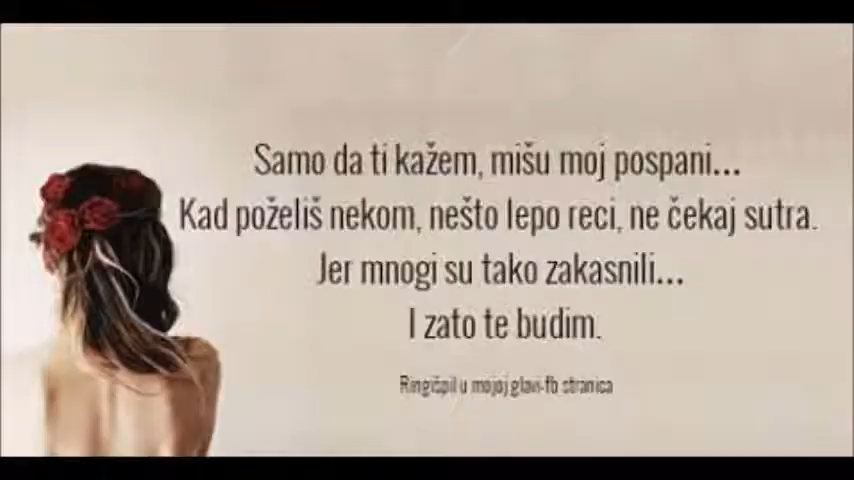 Samo da ti kažem, mišu moj pospani...
Kad poželiš nekom, nešto lepo reci, ne čekaj sutra.
Jer mnogi su tako zakasnili...
I zato te budim.
Ringišpil u mojoj glavi-fb stranica